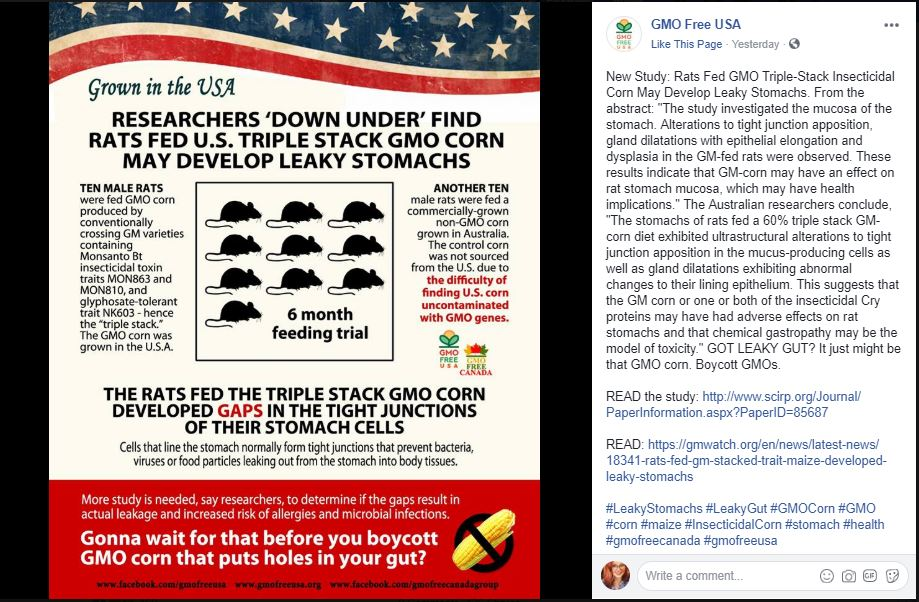 Grown in the USA
RESEARCHERS ‘DOWN UNDER’ FIND
RATS FED U.S. TRIPLE STACK GMO CORN
MAY DEVELOP LEAKY STOMACHS
TEN MALE RATS
were fed GMO corn
produced by
conventionally
crossing GM varieties
containing
Monsanto Bt
insecticidal toxin
traits MON863 and
MON810, and
glyphosate-tolerant
trait NK603 - hence
the “triple stack.”
The GMO corn was
grown in the U.S.A.
6 month
feeding trial
ANOTHER TEN
male rats were fed a
commercially-grown
non-GMO corn
grown in Australia.
The control corn
was not sourced
from the U.S. due to
the difficulty of
finding U.S. corn
uncontaminated
with GMO genes.
GMO
FREE
USA
GMO
FREE
CANADA
THE RATS FED THE TRIPLE STACK GMO CORN
DEVELOPED GAPS IN THE TIGHT JUNCTIONS
OF THEIR STOMACH CELLS
Cells that line the stomach normally form tight junctions that prevent bacteria,
viruses or food particles leaking out from the stomach into body tissues.
More study is needed, say researchers, to determine if the gaps result in
actual leakage and increased risk of allergies and microbial infections.
Gonna wait for that before you boycott
GMO corn that puts holes in your gut?
www.facebook.com/gmofreeusa www.gmofreeusa.org www.facebook.com/gmofreecanadagroup
GMO
FREE
USA
GMO Free USA
Like This Page · Yesterday ·
New Study: Rats Fed GMO Triple-Stack Insecticidal
Corn May Develop Leaky Stomachs. From the
abstract: "The study investigated the mucosa of the
stomach. Alterations to tight junction apposition,
gland dilatations with epithelial elongation and
dysplasia in the GM-fed rats were observed. These
results indicate that GM-corn may have an effect on
rat stomach mucosa, which may have health
implications." The Australian researchers conclude,
"The stomachs of rats fed a 60% triple stack GM-
corn diet exhibited ultrastructural alterations to tight
junction apposition in the mucus-producing cells as
well as gland dilatations exhibiting abnormal
changes to their lining epithelium. This suggests that
the GM corn or one or both of the insecticidal Cry
proteins may have had adverse effects on rat
stomachs and that chemical gastropathy may be the
model of toxicity." GOT LEAKY GUT? It just might be
that GMO corn. Boycott GMOs.
READ the study: http://www.scirp.org/Journal/
PaperInformation.aspx?PaperID=85687
READ: https://gmwatch.org/en/news/latest-news/
18341-rats-fed-gm-stacked-trait-maize-developed-
leaky-stomachs
#LeakyStomachs #LeakyGut #GMOCorn #GMO
#corn #maize #InsecticidalCorn #stomach #health
#gmofreecanada #gmofreeusa
Write a comment...
GIF